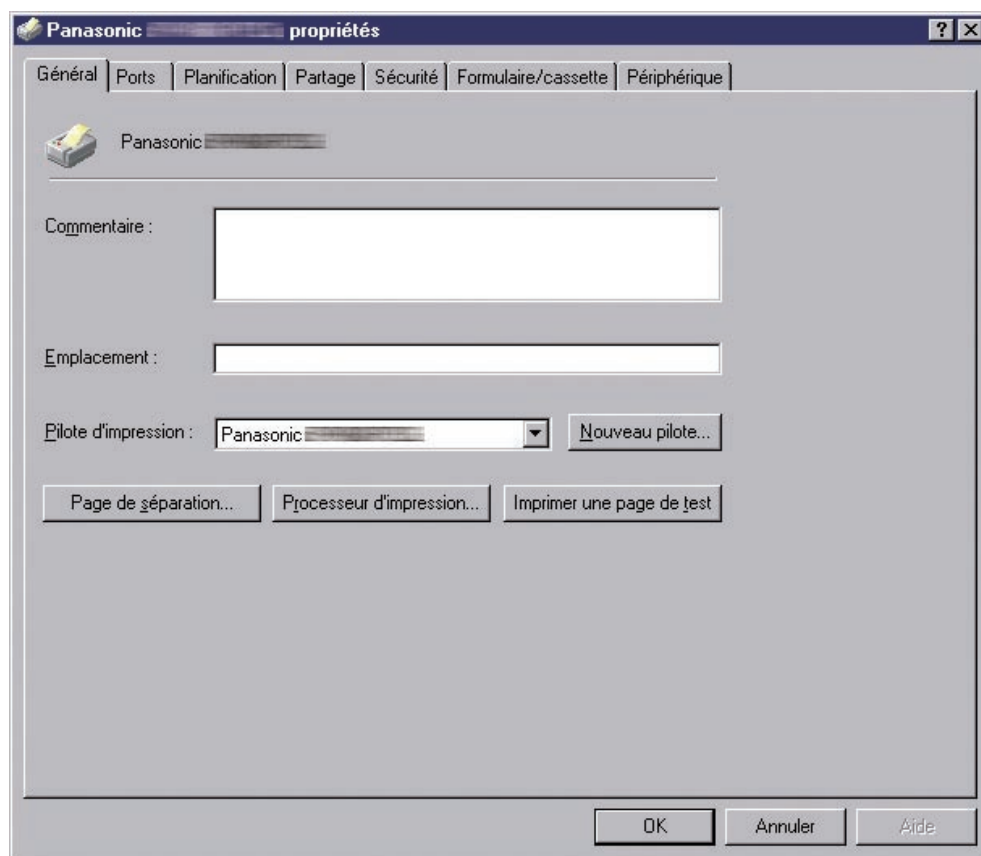 Panasonic propriétés
Général Ports Planification Partage Sécurité Formulaire/cassette Périphérique
Panasonic
Commentaire :
Emplacement :
Pilote d'impression : Panasonic Nouveau pilote...
Page de séparation... Processeur d'impression... Imprimer une page de test
OK Annuler Aide